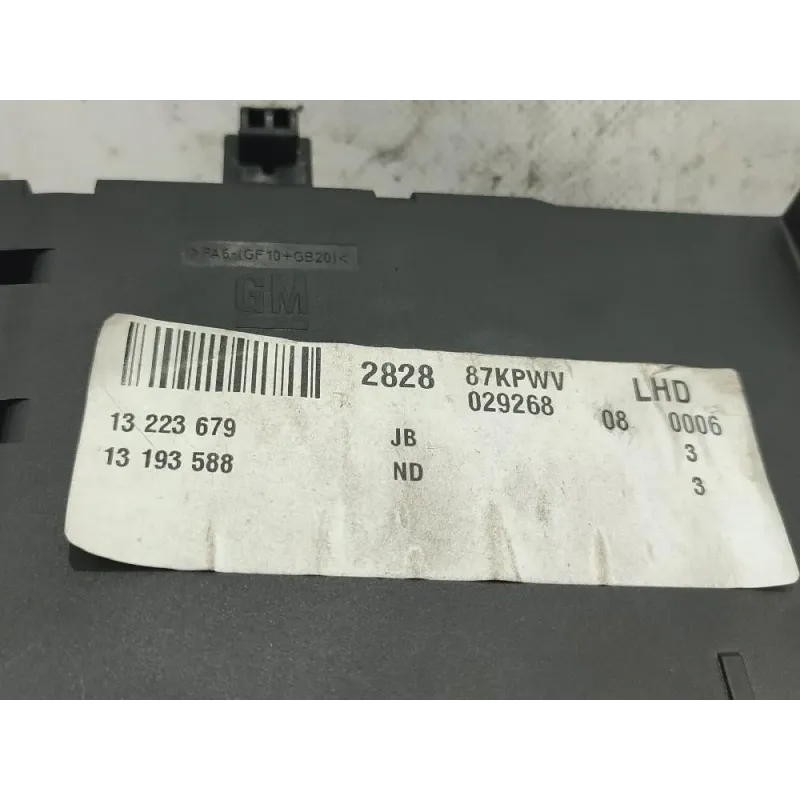 >PA6-(GF10+GB20)<
GM
2828 87KPWV LHD
029268 08 0006
13 223 679 JB 3
13 193 588 ND 3